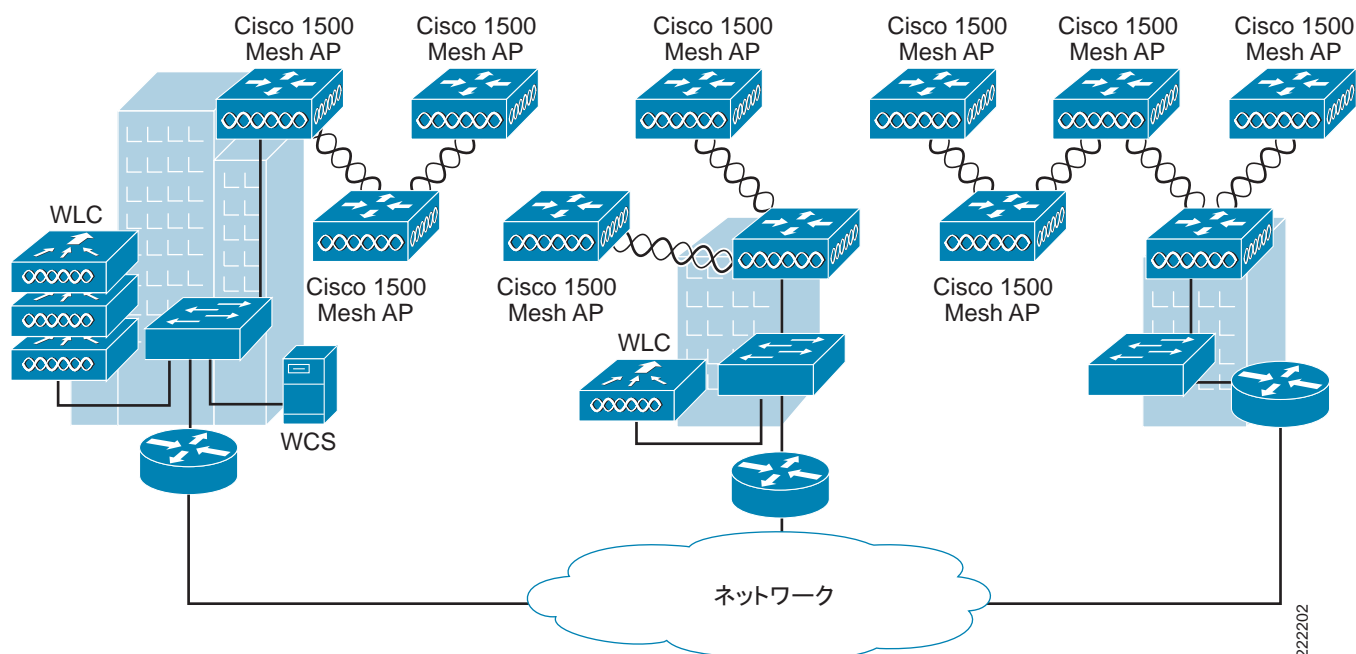 Cisco 1500
Mesh AP
Cisco 1500
Mesh AP
Cisco 1500
Mesh AP
Cisco 1500
Mesh AP
Cisco 1500
Mesh AP
Cisco 1500
Mesh AP
WLC
Cisco 1500
Mesh AP
Cisco 1500
Mesh AP
Cisco 1500
Mesh AP
WLC
WCS
ネットワーク
222202